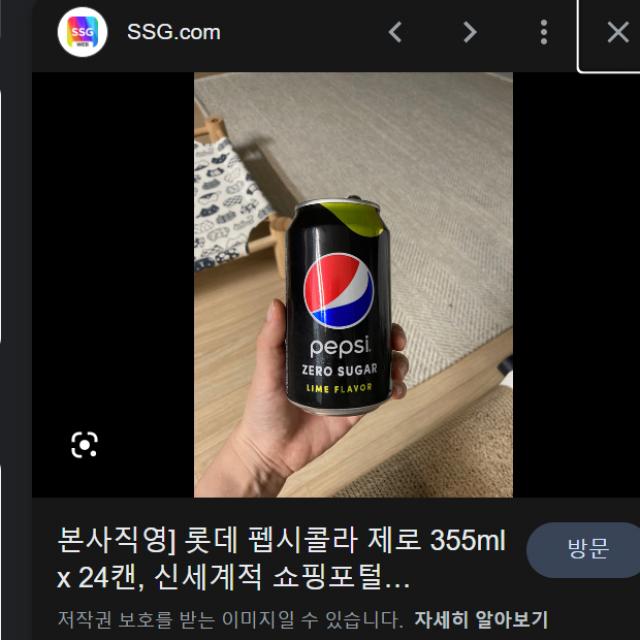 SSG
WEB
SSG.com
pepsi
ZERO SUGAR
LIME FLAVOR
본사직영] 롯데 펩시콜라 제로 355ml
x 24캔, 신세계적 쇼핑포털...
방문
저작권 보호를 받는 이미지일 수 있습니다. 자세히 알아보기